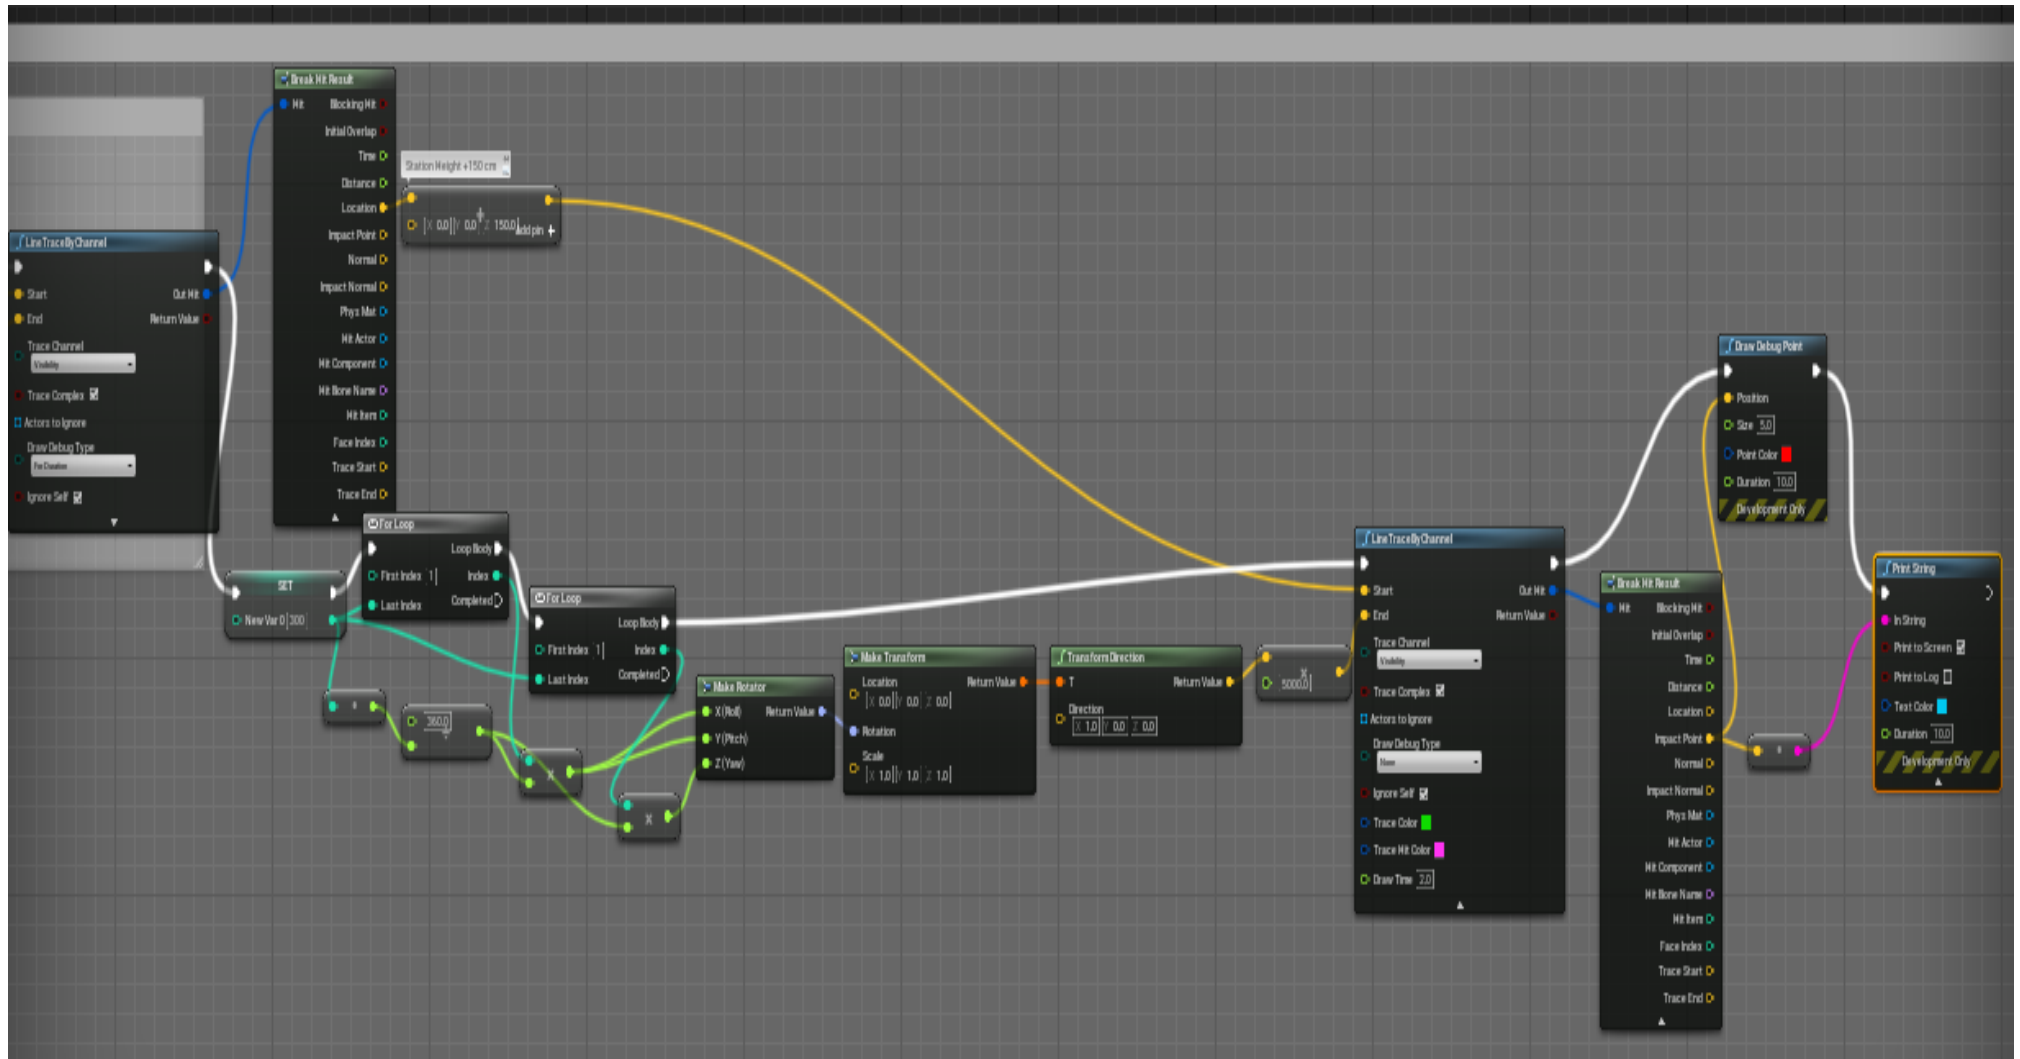 Break Hit Result
Hit
Blocking Hit
Initial Overlap
Time
Distance
Location
Impact Point
Normal
Impact Normal
Phys Mat
Hit Actor
Hit Component
Hit Bone Name
Hit Item
Face Index
Trace Start
Trace End
Station Height +150 cm
X 0.0 Y 0.0 Z 150.0
Add pin +
LineTraceByChannel
Start
Out Hit
End
Return Value
Trace Channel
Visibility
Trace Complex
Actors to Ignore
Draw Debug Type
For Duration
Ignore Self
SET
New Var 0 300
For Loop
Loop Body
First Index 1
Index
Last Index
Completed
For Loop
Loop Body
First Index 1
Index
Last Index
Completed
360.0
X
X
Make Rotator
X (Roll)
Return Value
Y (Pitch)
Z (Yaw)
Make Transform
Location
Return Value
X 0.0 Y 0.0 Z 0.0
Rotation
Scale
X 1.0 Y 1.0 Z 1.0
TransformDirection
T
Return Value
Direction
X 1.0 Y 0.0 Z 0.0
5000.0
LineTraceByChannel
Start
Out Hit
End
Return Value
Trace Channel
Visibility
Trace Complex
Actors to Ignore
Draw Debug Type
None
Ignore Self
Trace Color
Trace Hit Color
Draw Time 2.0
Break Hit Result
Hit
Blocking Hit
Initial Overlap
Time
Distance
Location
Impact Point
Normal
Impact Normal
Phys Mat
Hit Actor
Hit Component
Hit Bone Name
Hit Item
Face Index
Trace Start
Trace End
Draw Debug Point
Position
Size 5.0
Point Color
Duration 10.0
Development Only
Print String
In String
Print to Screen
Print to Log
Text Color
Duration 10.0
Development Only